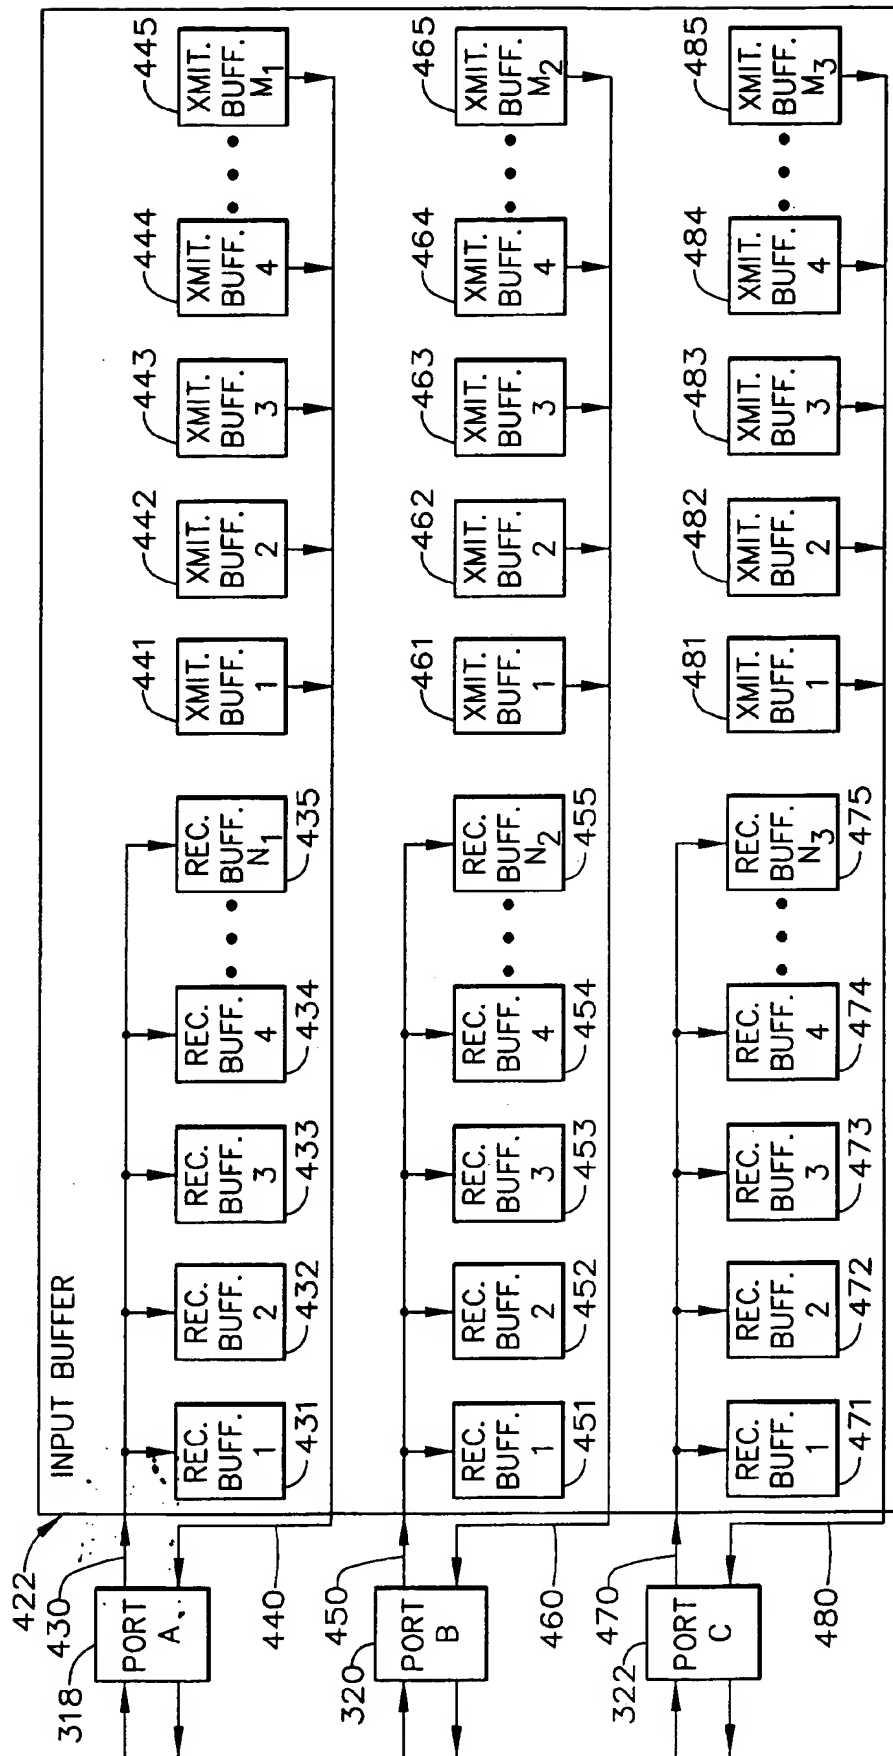 INPUT BUFFER
422
318
430
PORT
A
440
REC.
BUFF.
1
431
REC.
BUFF.
2
432
REC.
BUFF.
3
433
REC.
BUFF.
4
434
REC.
BUFF.
N1
435
441
XMIT.
BUFF.
1
442
XMIT.
BUFF.
2
443
XMIT.
BUFF.
3
444
XMIT.
BUFF.
4
445
XMIT.
BUFF.
M1
320
450
PORT
B
460
REC.
BUFF.
1
451
REC.
BUFF.
2
452
REC.
BUFF.
3
453
REC.
BUFF.
4
454
REC.
BUFF.
N2
455
461
XMIT.
BUFF.
1
462
XMIT.
BUFF.
2
463
XMIT.
BUFF.
3
464
XMIT.
BUFF.
4
465
XMIT.
BUFF.
M2
322
470
PORT
C
480
REC.
BUFF.
1
471
REC.
BUFF.
2
472
REC.
BUFF.
3
473
REC.
BUFF.
4
474
REC.
BUFF.
N3
475
481
XMIT.
BUFF.
1
482
XMIT.
BUFF.
2
483
XMIT.
BUFF.
3
484
XMIT.
BUFF.
4
485
XMIT.
BUFF.
M3